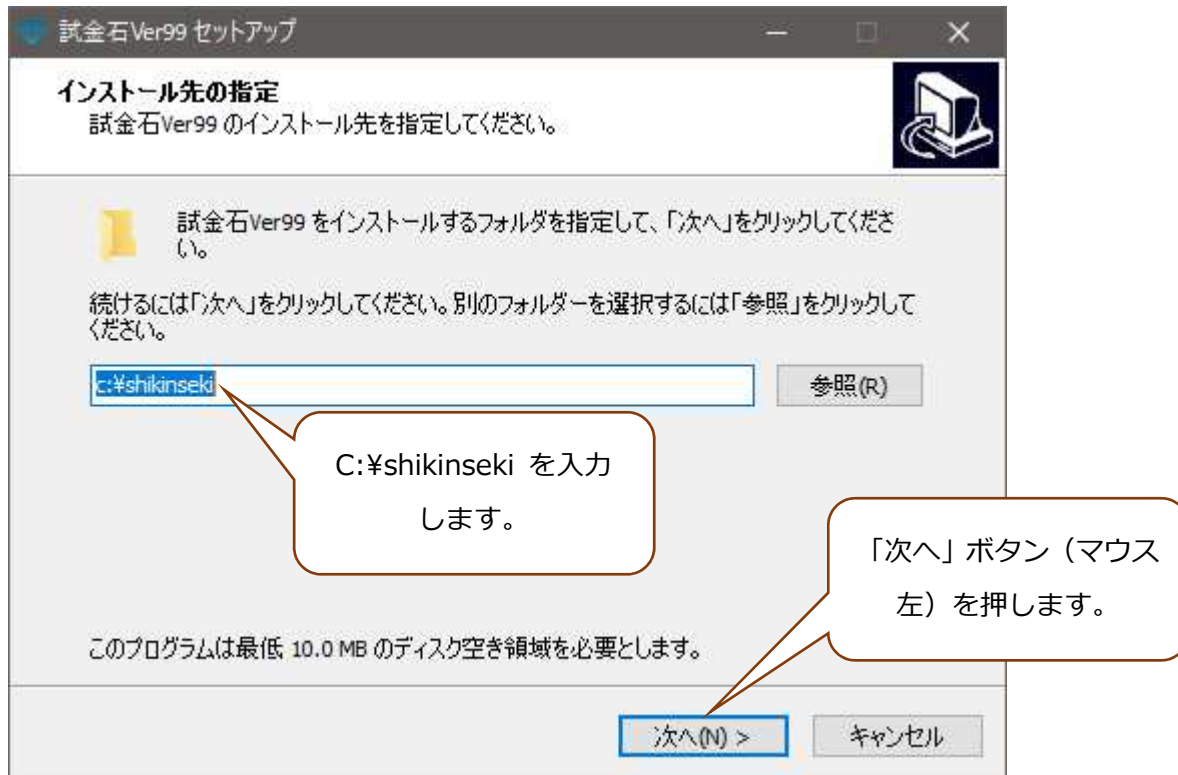 試金石Ver99 セットアップ
インストール先の指定
試金石Ver99 のインストール先を指定してください。
試金石Ver99 をインストールするフォルダを指定して、「次へ」をクリックしてくださ
い。
続けるには「次へ」をクリックしてください。別のフォルダーを選択するには「参照」をクリックして
ください。
c:¥shikinseki
参照(R)
C:¥shikinseki を入力
します。
「次へ」ボタン（マウス
左）を押します。
このプログラムは最低 10.0 MB のディスク空き領域を必要とします。
次へ(N) >
キャンセル